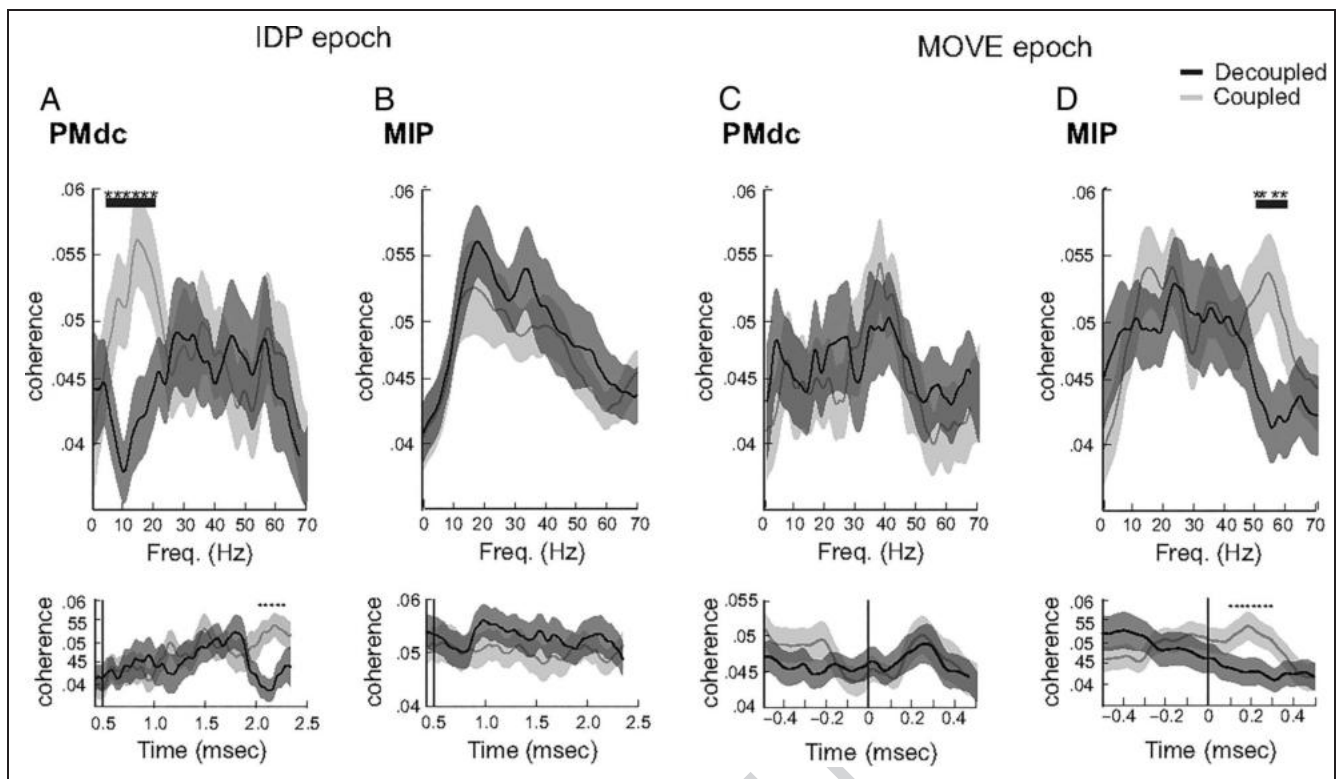 IDP epoch
MOVE epoch
Decoupled
Coupled
A
PMdc
B
MIP
C
PMdc
D
MIP
******
** **
coherence
.06
.055
.05
.045
.04
0 10 20 30 40 50 60 70
Freq. (Hz)
coherence
.06
.055
.05
.045
.04
0 10 20 30 40 50 60 70
Freq. (Hz)
coherence
.06
.055
.05
.045
.04
0 10 20 30 40 50 60 70
Freq. (Hz)
coherence
.06
.055
.05
.045
.04
0 10 20 30 40 50 60 70
Freq. (Hz)
coherence
.06
55
.05
45
.04
0.5 1.0 1.5 2.0 2.5
Time (msec)
coherence
.06
.05
.04
0.5 1.0 1.5 2.0 2.5
Time (msec)
coherence
.055
.05
.045
.04
−0.4 −0.2 0 0.2 0.4
Time (msec)
coherence
.06
55
.05
45
.04
−0.4 −0.2 0 0.2 0.4
Time (msec)